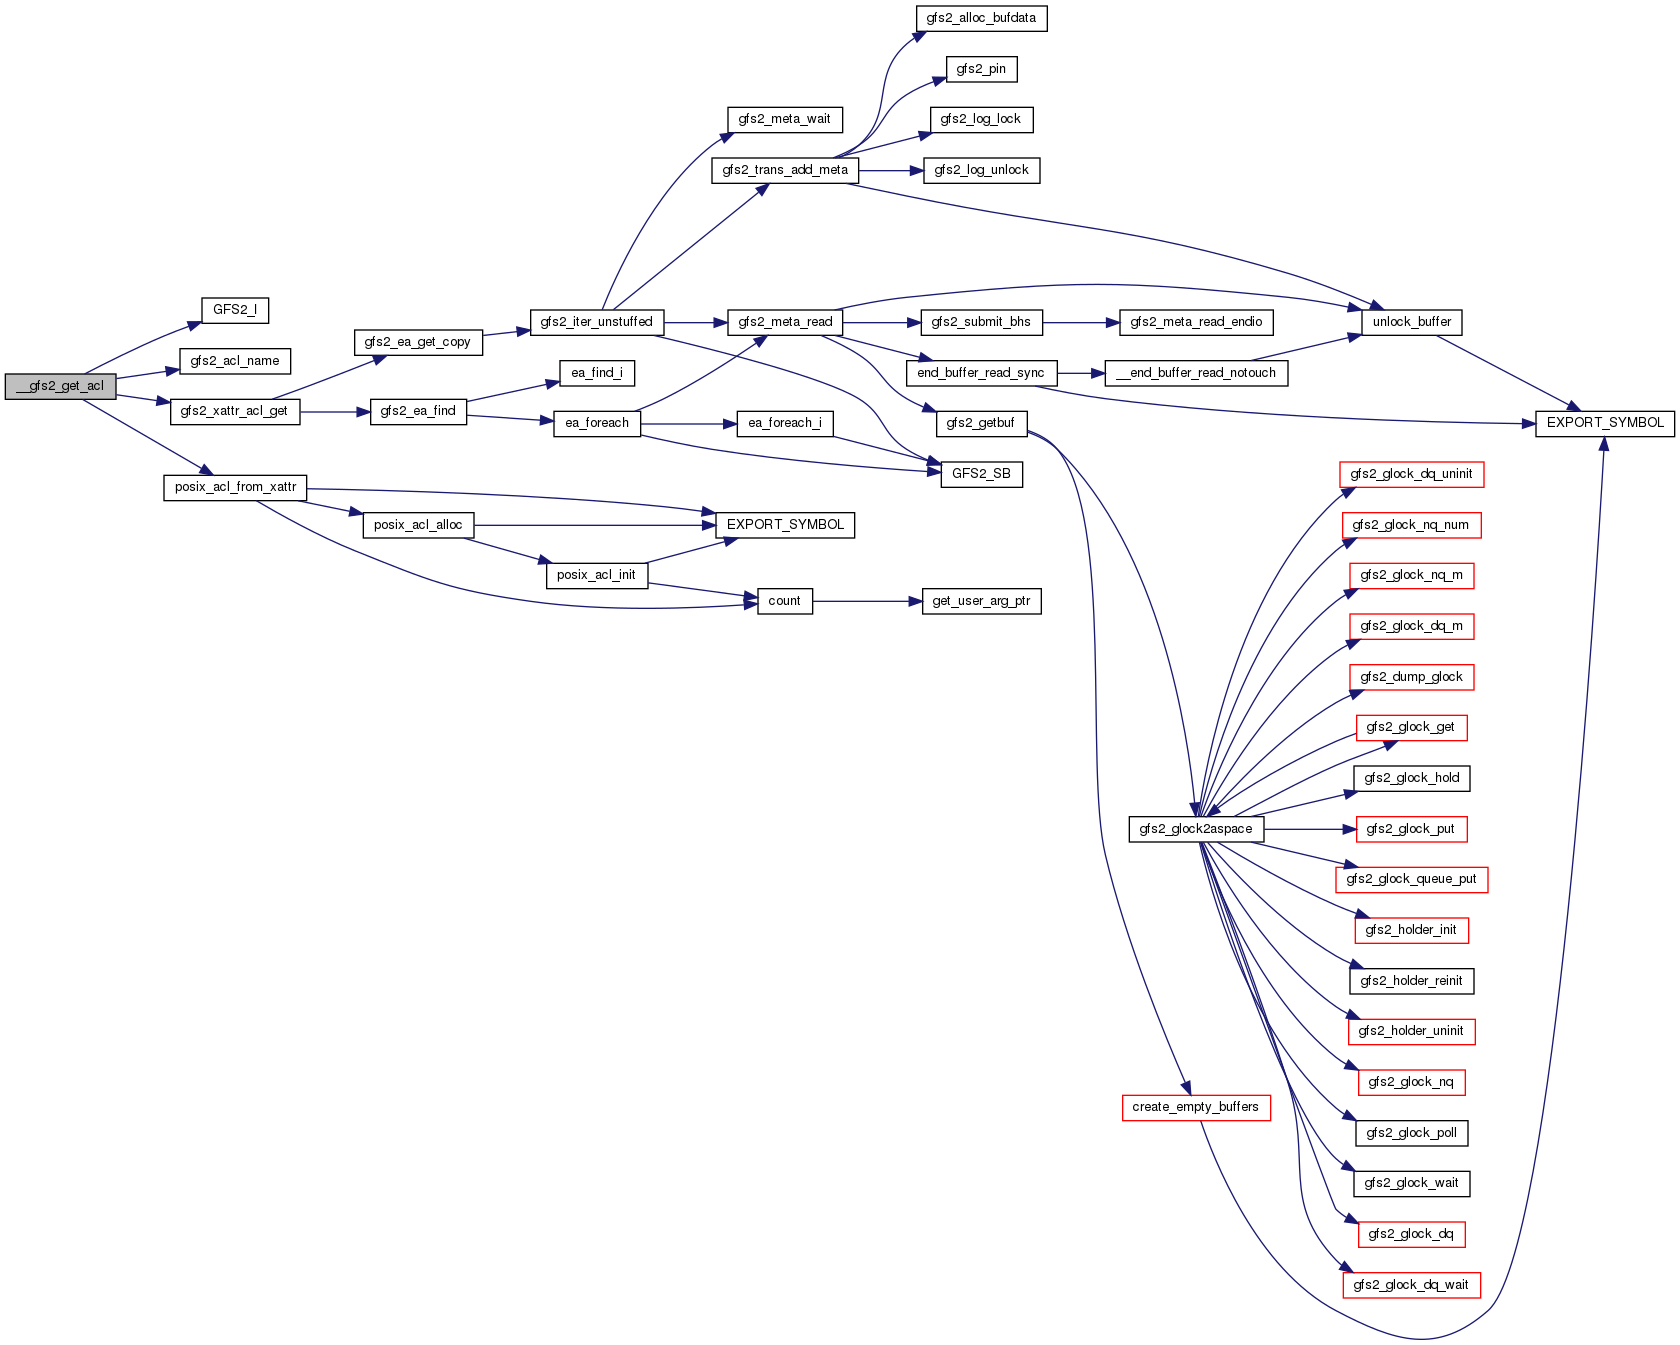 gfs2_alloc_bufdata
gfs2_pin
gfs2_meta_wait
gfs2_log_lock
gfs2_trans_add_meta
gfs2_log_unlock
GFS2_I
gfs2_iter_unstuffed
gfs2_meta_read
gfs2_submit_bhs
gfs2_meta_read_endio
unlock_buffer
gfs2_ea_get_copy
gfs2_acl_name
ea_find_i
end_buffer_read_sync
__end_buffer_read_notouch
__gfs2_get_acl
gfs2_xattr_acl_get
gfs2_ea_find
ea_foreach
ea_foreach_i
gfs2_getbuf
EXPORT_SYMBOL
GFS2_SB
gfs2_glock_dq_uninit
posix_acl_from_xattr
posix_acl_alloc
EXPORT_SYMBOL
gfs2_glock_nq_num
posix_acl_init
gfs2_glock_nq_m
count
get_user_arg_ptr
gfs2_glock_dq_m
gfs2_dump_glock
gfs2_glock_get
gfs2_glock_hold
gfs2_glock2aspace
gfs2_glock_put
gfs2_glock_queue_put
gfs2_holder_init
gfs2_holder_reinit
gfs2_holder_uninit
gfs2_glock_nq
create_empty_buffers
gfs2_glock_poll
gfs2_glock_wait
gfs2_glock_dq
gfs2_glock_dq_wait